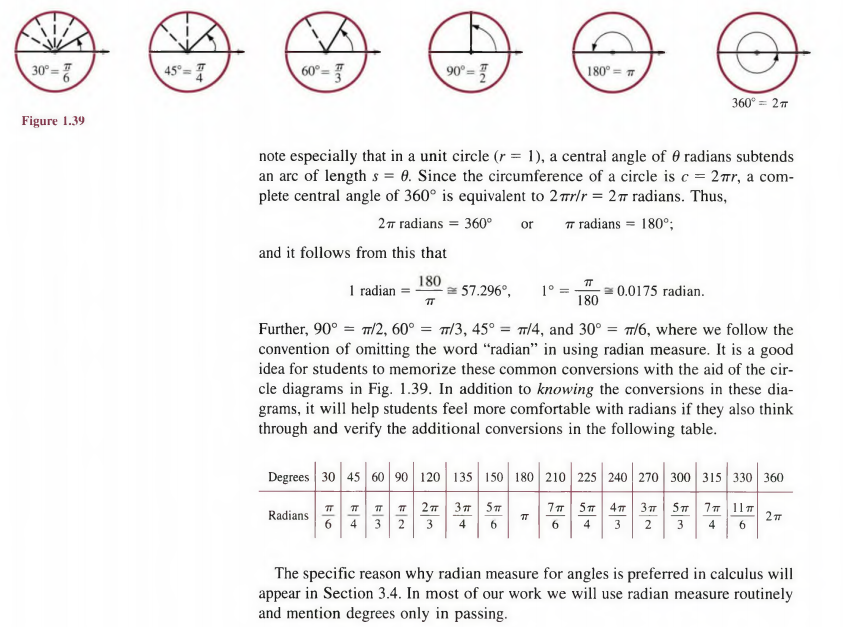 30° = π/6 45° = π/4 60° = π/3 90° = π/2 180° = π
360° = 2π
Figure 1.39
note especially that in a unit circle (r = 1), a central angle of θ radians subtends
an arc of length s = θ. Since the circumference of a circle is c = 2πr, a com-
plete central angle of 360° is equivalent to 2πr/r = 2π radians. Thus,
2π radians = 360° or π radians = 180°;
and it follows from this that
1 radian = 180/π ≅ 57.296°, 1° = π/180 ≅ 0.0175 radian.
Further, 90° = π/2, 60° = π/3, 45° = π/4, and 30° = π/6, where we follow the
convention of omitting the word “radian” in using radian measure. It is a good
idea for students to memorize these common conversions with the aid of the cir-
cle diagrams in Fig. 1.39. In addition to knowing the conversions in these dia-
grams, it will help students feel more comfortable with radians if they also think
through and verify the additional conversions in the following table.
Degrees 30 45 60 90 120 135 150 180 210 225 240 270 300 315 330 360
Radians π/6 π/4 π/3 π/2 2π/3 3π/4 5π/6 π 7π/6 5π/4 4π/3 3π/2 5π/3 7π/4 11π/6 2π
The specific reason why radian measure for angles is preferred in calculus will
appear in Section 3.4. In most of our work we will use radian measure routinely
and mention degrees only in passing.